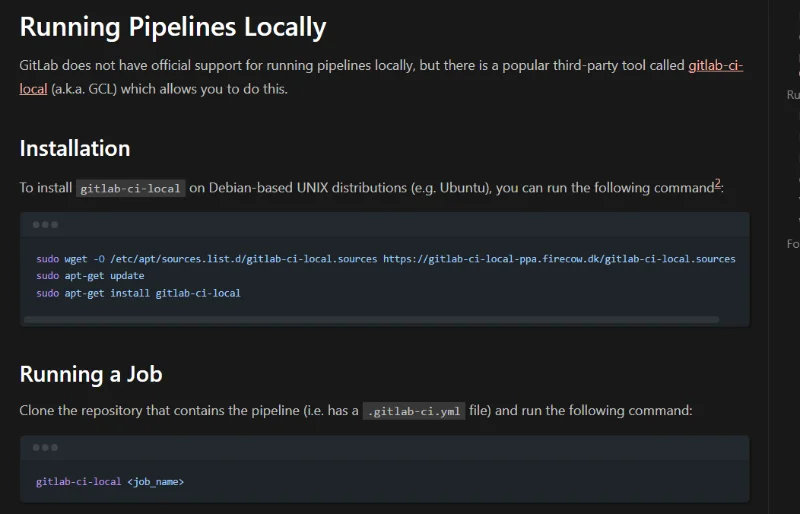 Running Pipelines Locally
GitLab does not have official support for running pipelines locally, but there is a popular third-party tool called gitlab-ci-
local (a.k.a. GCL) which allows you to do this.
Installation
To install gitlab-ci-local on Debian-based UNIX distributions (e.g. Ubuntu), you can run the following command2:
sudo wget -O /etc/apt/sources.list.d/gitlab-ci-local.sources https://gitlab-ci-local-ppa.firecow.dk/gitlab-ci-local.sources
sudo apt-get update
sudo apt-get install gitlab-ci-local
Running a Job
Clone the repository that contains the pipeline (i.e. has a .gitlab-ci.yml file) and run the following command:
gitlab-ci-local <job_name>
Ru
Fo